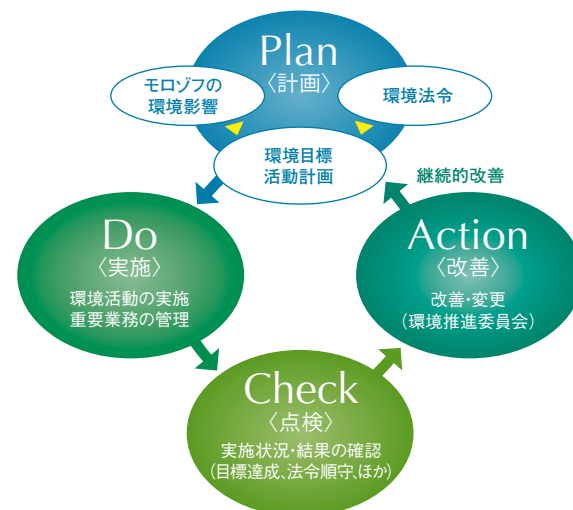 Plan
〈計画〉
モロゾフの
環境影響
環境法令
環境目標
活動計画
継続的改善
Do
〈実施〉
環境活動の実施
重要業務の管理
Action
〈改善〉
改善・変更
(環境推進委員会)
Check
〈点検〉
実施状況・結果の確認
(目標達成、法令順守、ほか)